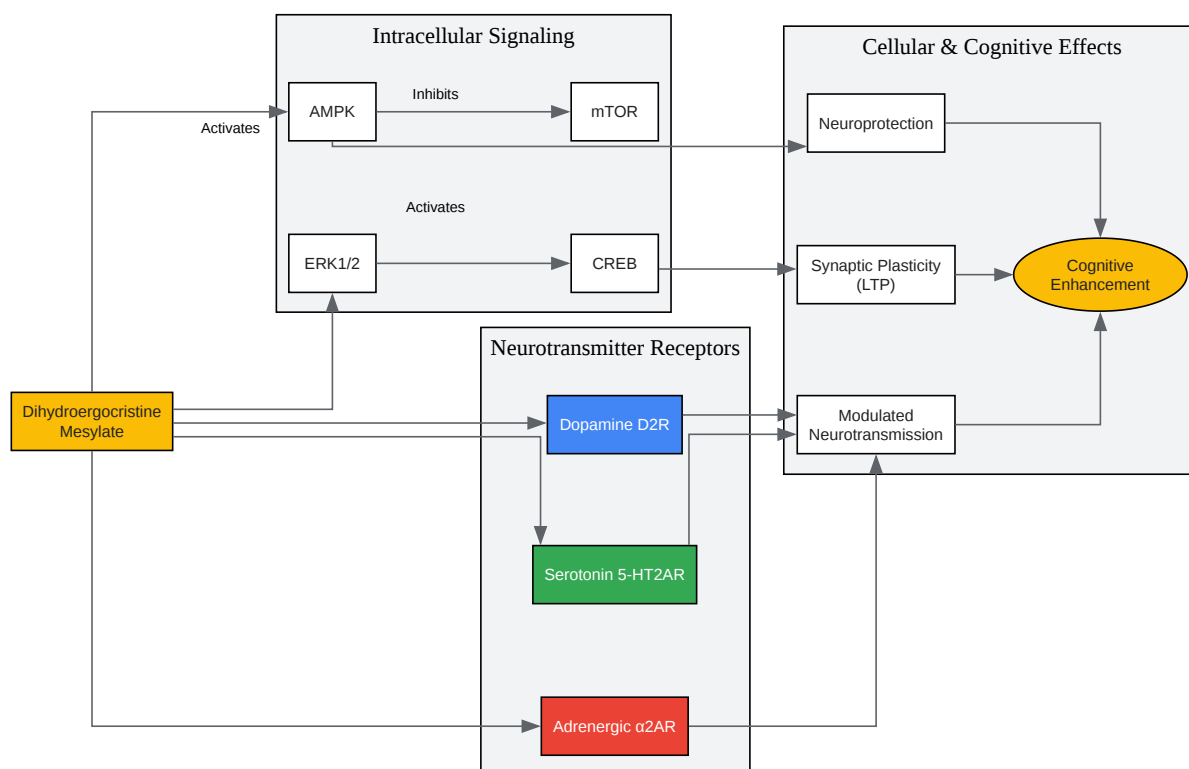 Intracellular Signaling
AMPK
Inhibits
mTOR
Activates
Activates
ERK1/2
CREB
Cellular & Cognitive Effects
Neuroprotection
Synaptic Plasticity
(LTP)
Cognitive
Enhancement
Modulated
Neurotransmission
Neurotransmitter Receptors
Dihydroergocristine
Mesylate
Dopamine D2R
Serotonin 5-HT2AR
Adrenergic α2AR